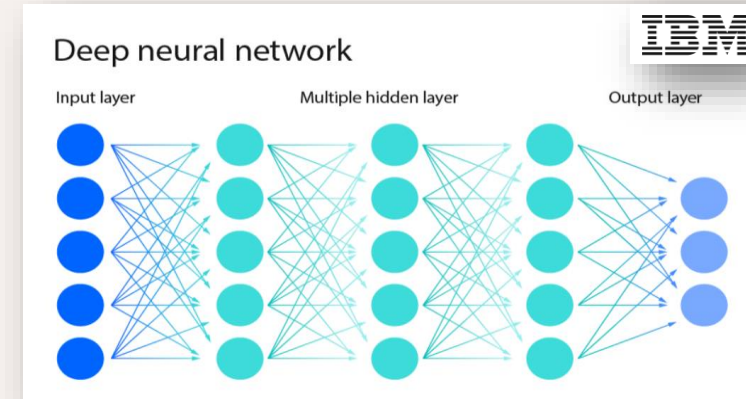 IBM
Deep neural network
Input layer
Multiple hidden layer
Output layer